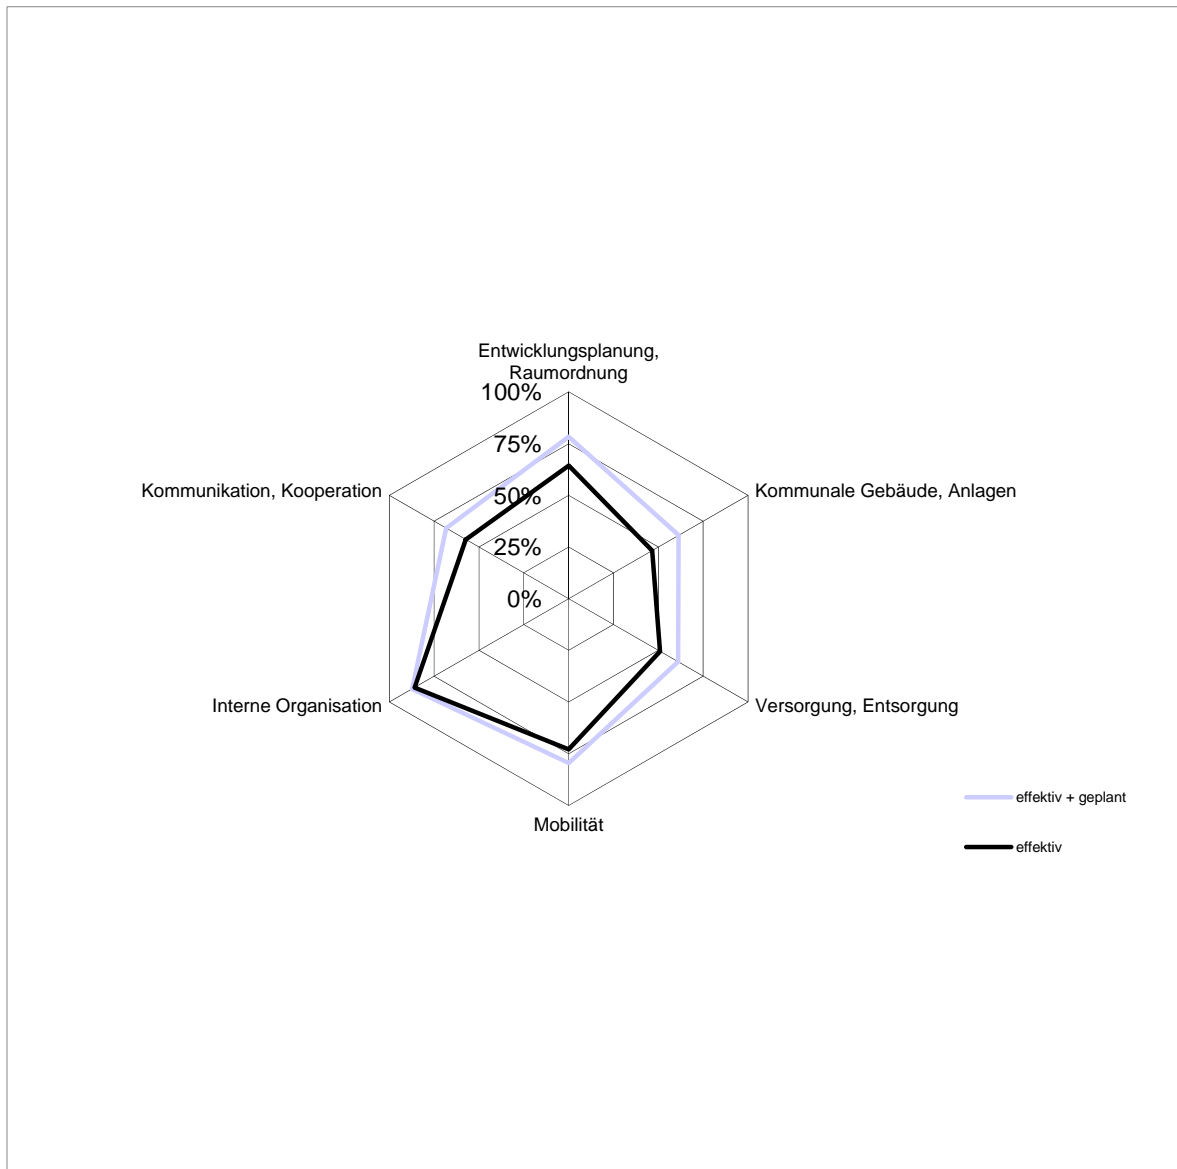 Entwicklungsplanung,
Raumordnung
100%
75%
Kommunikation, Kooperation
50%
Kommunale Gebäude, Anlagen
25%
0%
Interne Organisation
Versorgung, Entsorgung
Mobilität
effektiv + geplant
effektiv